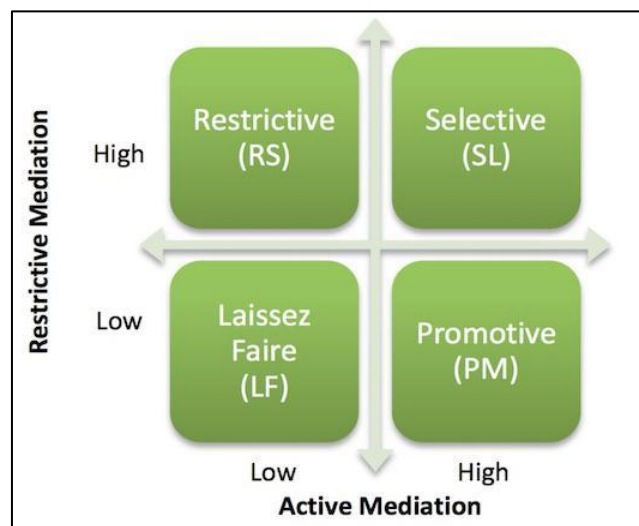 Restrictive Mediation
High
Restrictive
(RS)
Selective
(SL)
Low
Laissez
Faire
(LF)
Promotive
(PM)
Low
High
Active Mediation